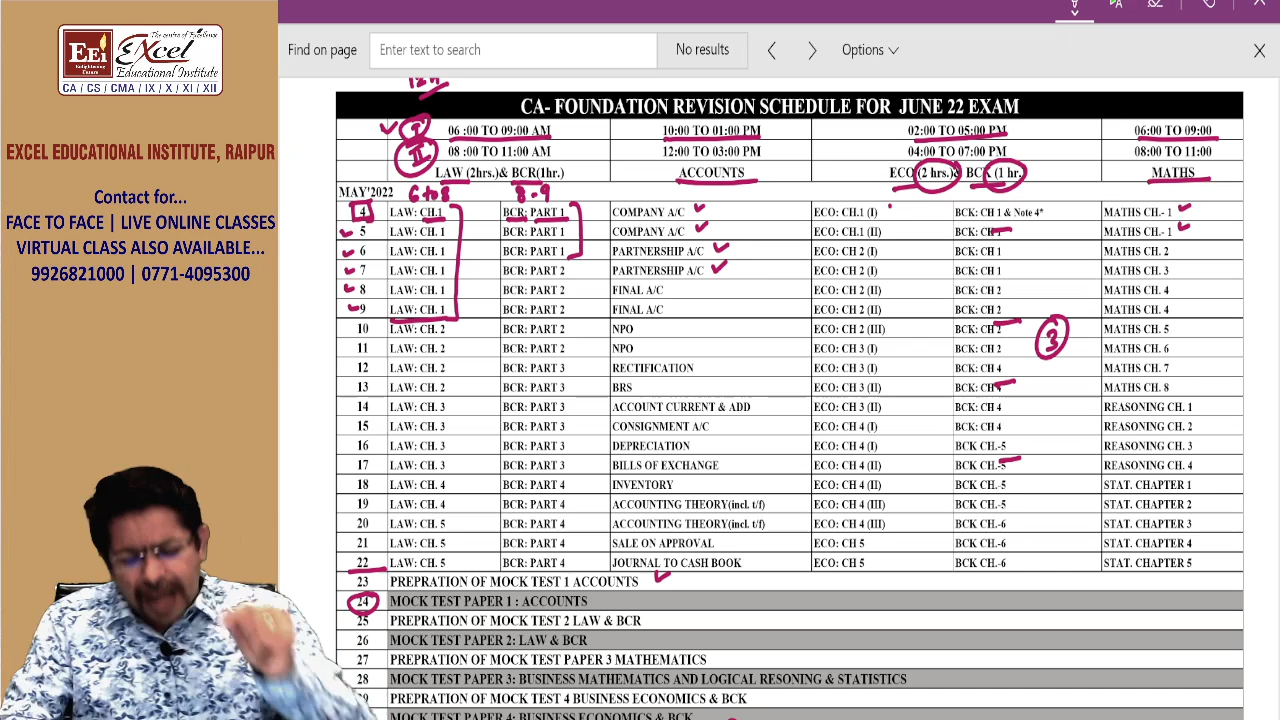 The centre of Excellence
EEi
Enlightening Careers
EXcel
Educational Institute
CA / CS / CMA / IX / X / XI / XII
EXCEL EDUCATIONAL INSTITUTE, RAIPUR
Contact for...
FACE TO FACE | LIVE ONLINE CLASSES
VIRTUAL CLASS ALSO AVAILABLE...
9926821000 | 0771-4095300
Find on page
Enter text to search
No results
Options
CA- FOUNDATION REVISION SCHEDULE FOR JUNE 22 EXAM
I 06 :00 TO 09:00 AM 10:00 TO 01:00 PM 02:00 TO 05:00 PM 06:00 TO 09:00
II 08 :00 TO 11:00 AM 12:00 TO 03:00 PM 04:00 TO 07:00 PM 08:00 TO 11:00
LAW (2hrs.)& BCR(1hr.) ACCOUNTS ECO (2 hrs.)& BCK (1 hr. MATHS
MAY'2022 6 to 8 8-9
4 LAW: CH.1 BCR: PART 1 COMPANY A/C ECO: CH.1 (I) BCK: CH 1 & Note 4* MATHS CH.- 1
5 LAW: CH. 1 BCR: PART 1 COMPANY A/C ECO: CH.1 (II) BCK: CH 1 MATHS CH.- 1
6 LAW: CH. 1 BCR: PART 1 PARTNERSHIP A/C ECO: CH 2 (I) BCK: CH 1 MATHS CH. 2
7 LAW: CH. 1 BCR: PART 2 PARTNERSHIP A/C ECO: CH 2 (I) BCK: CH 1 MATHS CH. 3
8 LAW: CH. 1 BCR: PART 2 FINAL A/C ECO: CH 2 (II) BCK: CH 2 MATHS CH. 4
9 LAW: CH. 1 BCR: PART 2 FINAL A/C ECO: CH 2 (II) BCK: CH 2 MATHS CH. 4
10 LAW: CH. 2 BCR: PART 2 NPO ECO: CH 2 (III) BCK: CH 2 3 MATHS CH. 5
11 LAW: CH. 2 BCR: PART 2 NPO ECO: CH 3 (I) BCK: CH 2 MATHS CH. 6
12 LAW: CH. 2 BCR: PART 3 RECTIFICATION ECO: CH 3 (I) BCK: CH 4 MATHS CH. 7
13 LAW: CH. 2 BCR: PART 3 BRS ECO: CH 3 (II) BCK: CH 4 MATHS CH. 8
14 LAW: CH. 3 BCR: PART 3 ACCOUNT CURRENT & ADD ECO: CH 3 (II) BCK: CH 4 REASONING CH. 1
15 LAW: CH. 3 BCR: PART 3 CONSIGNMENT A/C ECO: CH 4 (I) BCK: CH 4 REASONING CH. 2
16 LAW: CH. 3 BCR: PART 3 DEPRECIATION ECO: CH 4 (I) BCK CH.-5 REASONING CH. 3
17 LAW: CH. 3 BCR: PART 3 BILLS OF EXCHANGE ECO: CH 4 (II) BCK CH.-5 REASONING CH. 4
18 LAW: CH. 4 BCR: PART 4 INVENTORY ECO: CH 4 (II) BCK CH.-5 STAT. CHAPTER 1
19 LAW: CH. 4 BCR: PART 4 ACCOUNTING THEORY(incl. t/f) ECO: CH 4 (III) BCK CH.-5 STAT. CHAPTER 2
20 LAW: CH. 5 BCR: PART 4 ACCOUNTING THEORY(incl. t/f) ECO: CH 4 (III) BCK CH.-6 STAT. CHAPTER 3
21 LAW: CH. 5 BCR: PART 4 SALE ON APPROVAL ECO: CH 5 BCK CH.-6 STAT. CHAPTER 4
22 LAW: CH. 5 BCR: PART 4 JOURNAL TO CASH BOOK ECO: CH 5 BCK CH.-6 STAT. CHAPTER 5
23 PREPRATION OF MOCK TEST 1 ACCOUNTS
24 MOCK TEST PAPER 1 : ACCOUNTS
25 PREPRATION OF MOCK TEST 2 LAW & BCR
26 MOCK TEST PAPER 2: LAW & BCR
27 PREPRATION OF MOCK TEST PAPER 3 MATHEMATICS
28 MOCK TEST PAPER 3: BUSINESS MATHEMATICS AND LOGICAL RESONING & STATISTICS
29 PREPRATION OF MOCK TEST 4 BUSINESS ECONOMICS & BCK
MOCK TEST PAPER 4: BUSINESS ECONOMICS & BCK